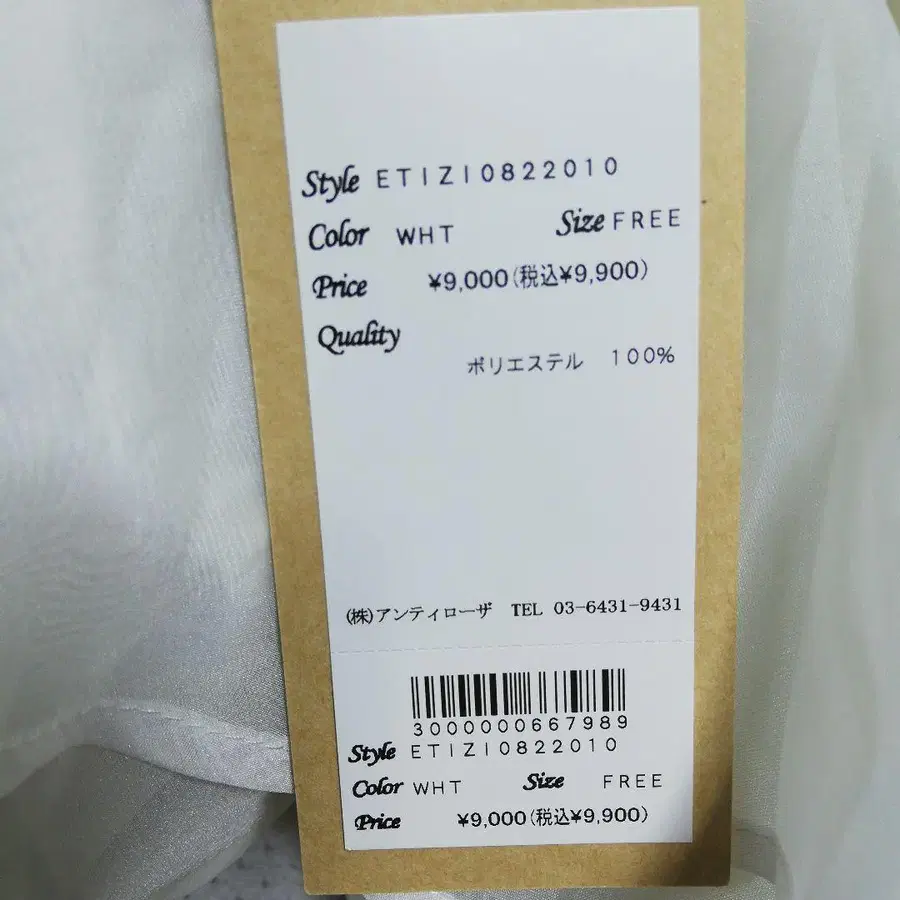 Style ETIZI0822010
Color WHT Size FREE
Price ¥9,000(税込¥9,900)
Quality
ポリエステル 100%
(株)アンティローザ TEL 03-6431-9431
3000000667989
Style ETIZI0822010
Color WHT Size FREE
Price ¥9,000(税込¥9,900)